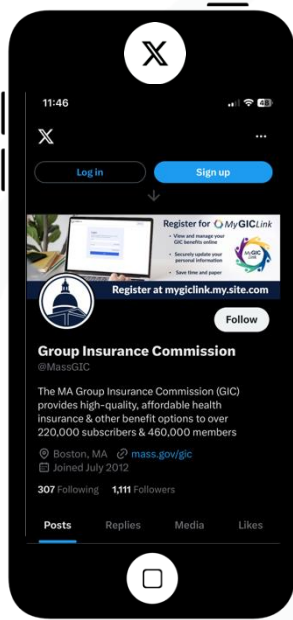 X
11:46
43
X
...
Log in
Sign up
Register for MyGICLink
• View and manage your
GIC benefits online
• Securely update your
personal information
• Save time and paper
MyGIC
Link
Register at mygiclink.my.site.com
Follow
Group Insurance Commission
@MassGIC
The MA Group Insurance Commission (GIC)
provides high-quality, affordable health
insurance & other benefit options to over
220,000 subscribers & 460,000 members
Boston, MA mass.gov/gic
Joined July 2012
307 Following 1,111 Followers
Posts Replies Media Likes